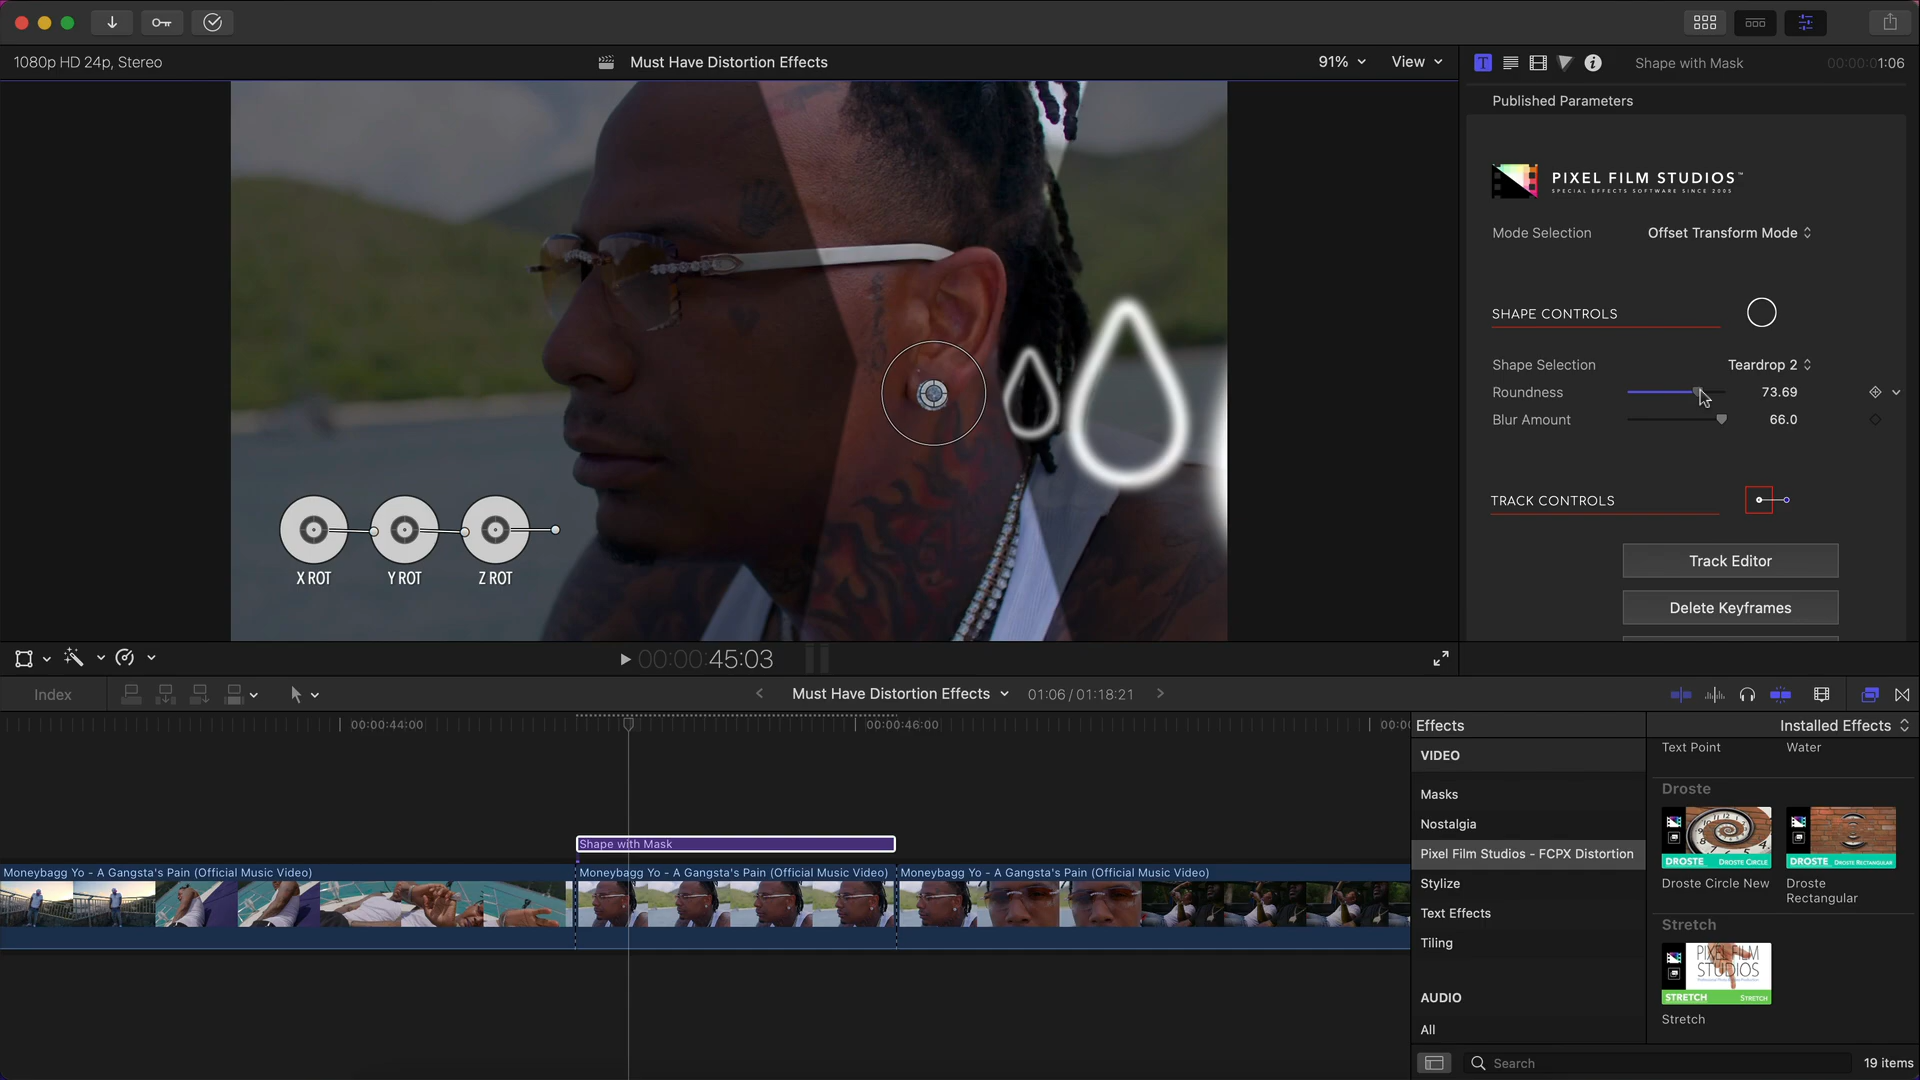 1080p HD 24p, Stereo
Must Have Distortion Effects
91%
View
Shape with Mask
00:00:01:06
Published Parameters
PIXEL FILM STUDIOS™
SPECIAL EFFECTS SOFTWARE SINCE 2005
Mode Selection
Offset Transform Mode
SHAPE CONTROLS
Shape Selection
Teardrop 2
Roundness
73.69
Blur Amount
66.0
TRACK CONTROLS
Track Editor
Delete Keyframes
X ROT
Y ROT
Z ROT
00:00:45:03
Index
Must Have Distortion Effects
01:06 / 01:18:21
00:00:44:00
00:00:46:00
00:00
Shape with Mask
Moneybagg Yo - A Gangsta's Pain (Official Music Video)
Moneybagg Yo - A Gangsta's Pain (Official Music Video)
Moneybagg Yo - A Gangsta's Pain (Official Music Video)
Effects
Installed Effects
VIDEO
Masks
Nostalgia
Pixel Film Studios - FCPX Distortion
Stylize
Text Effects
Tiling
AUDIO
All
Text Point
Water
Droste
DROSTE DROSTE CIRCLE
DROSTE DROSTE RECTANGULAR
Droste Circle New
Droste
Rectangular
Stretch
PIXEL FILM
STUDIOS
STRETCH STRETCH
Stretch
Search
19 items